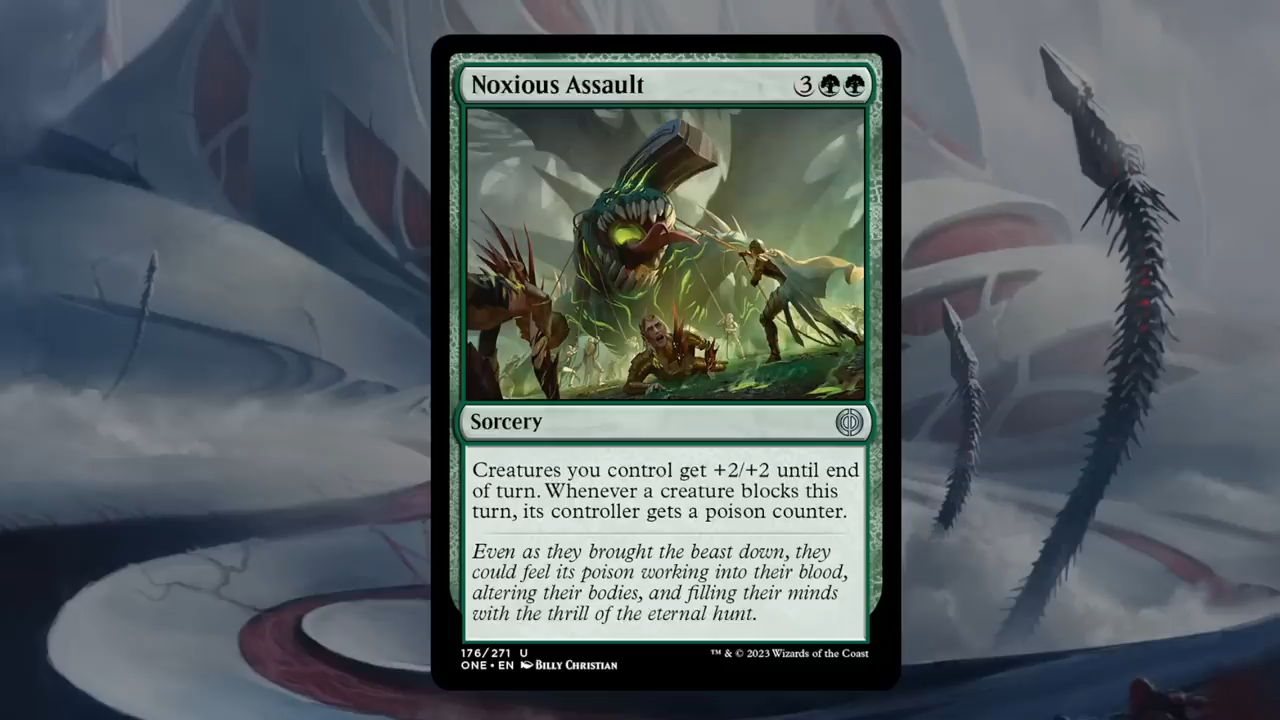 Noxious Assault 3
Sorcery
Creatures you control get +2/+2 until end
of turn. Whenever a creature blocks this
turn, its controller gets a poison counter.
Even as they brought the beast down, they
could feel its poison working into their blood,
altering their bodies, and filling their minds
with the thrill of the eternal hunt.
176/271 U
ONE • EN Billy Christian
™ & © 2023 Wizards of the Coast